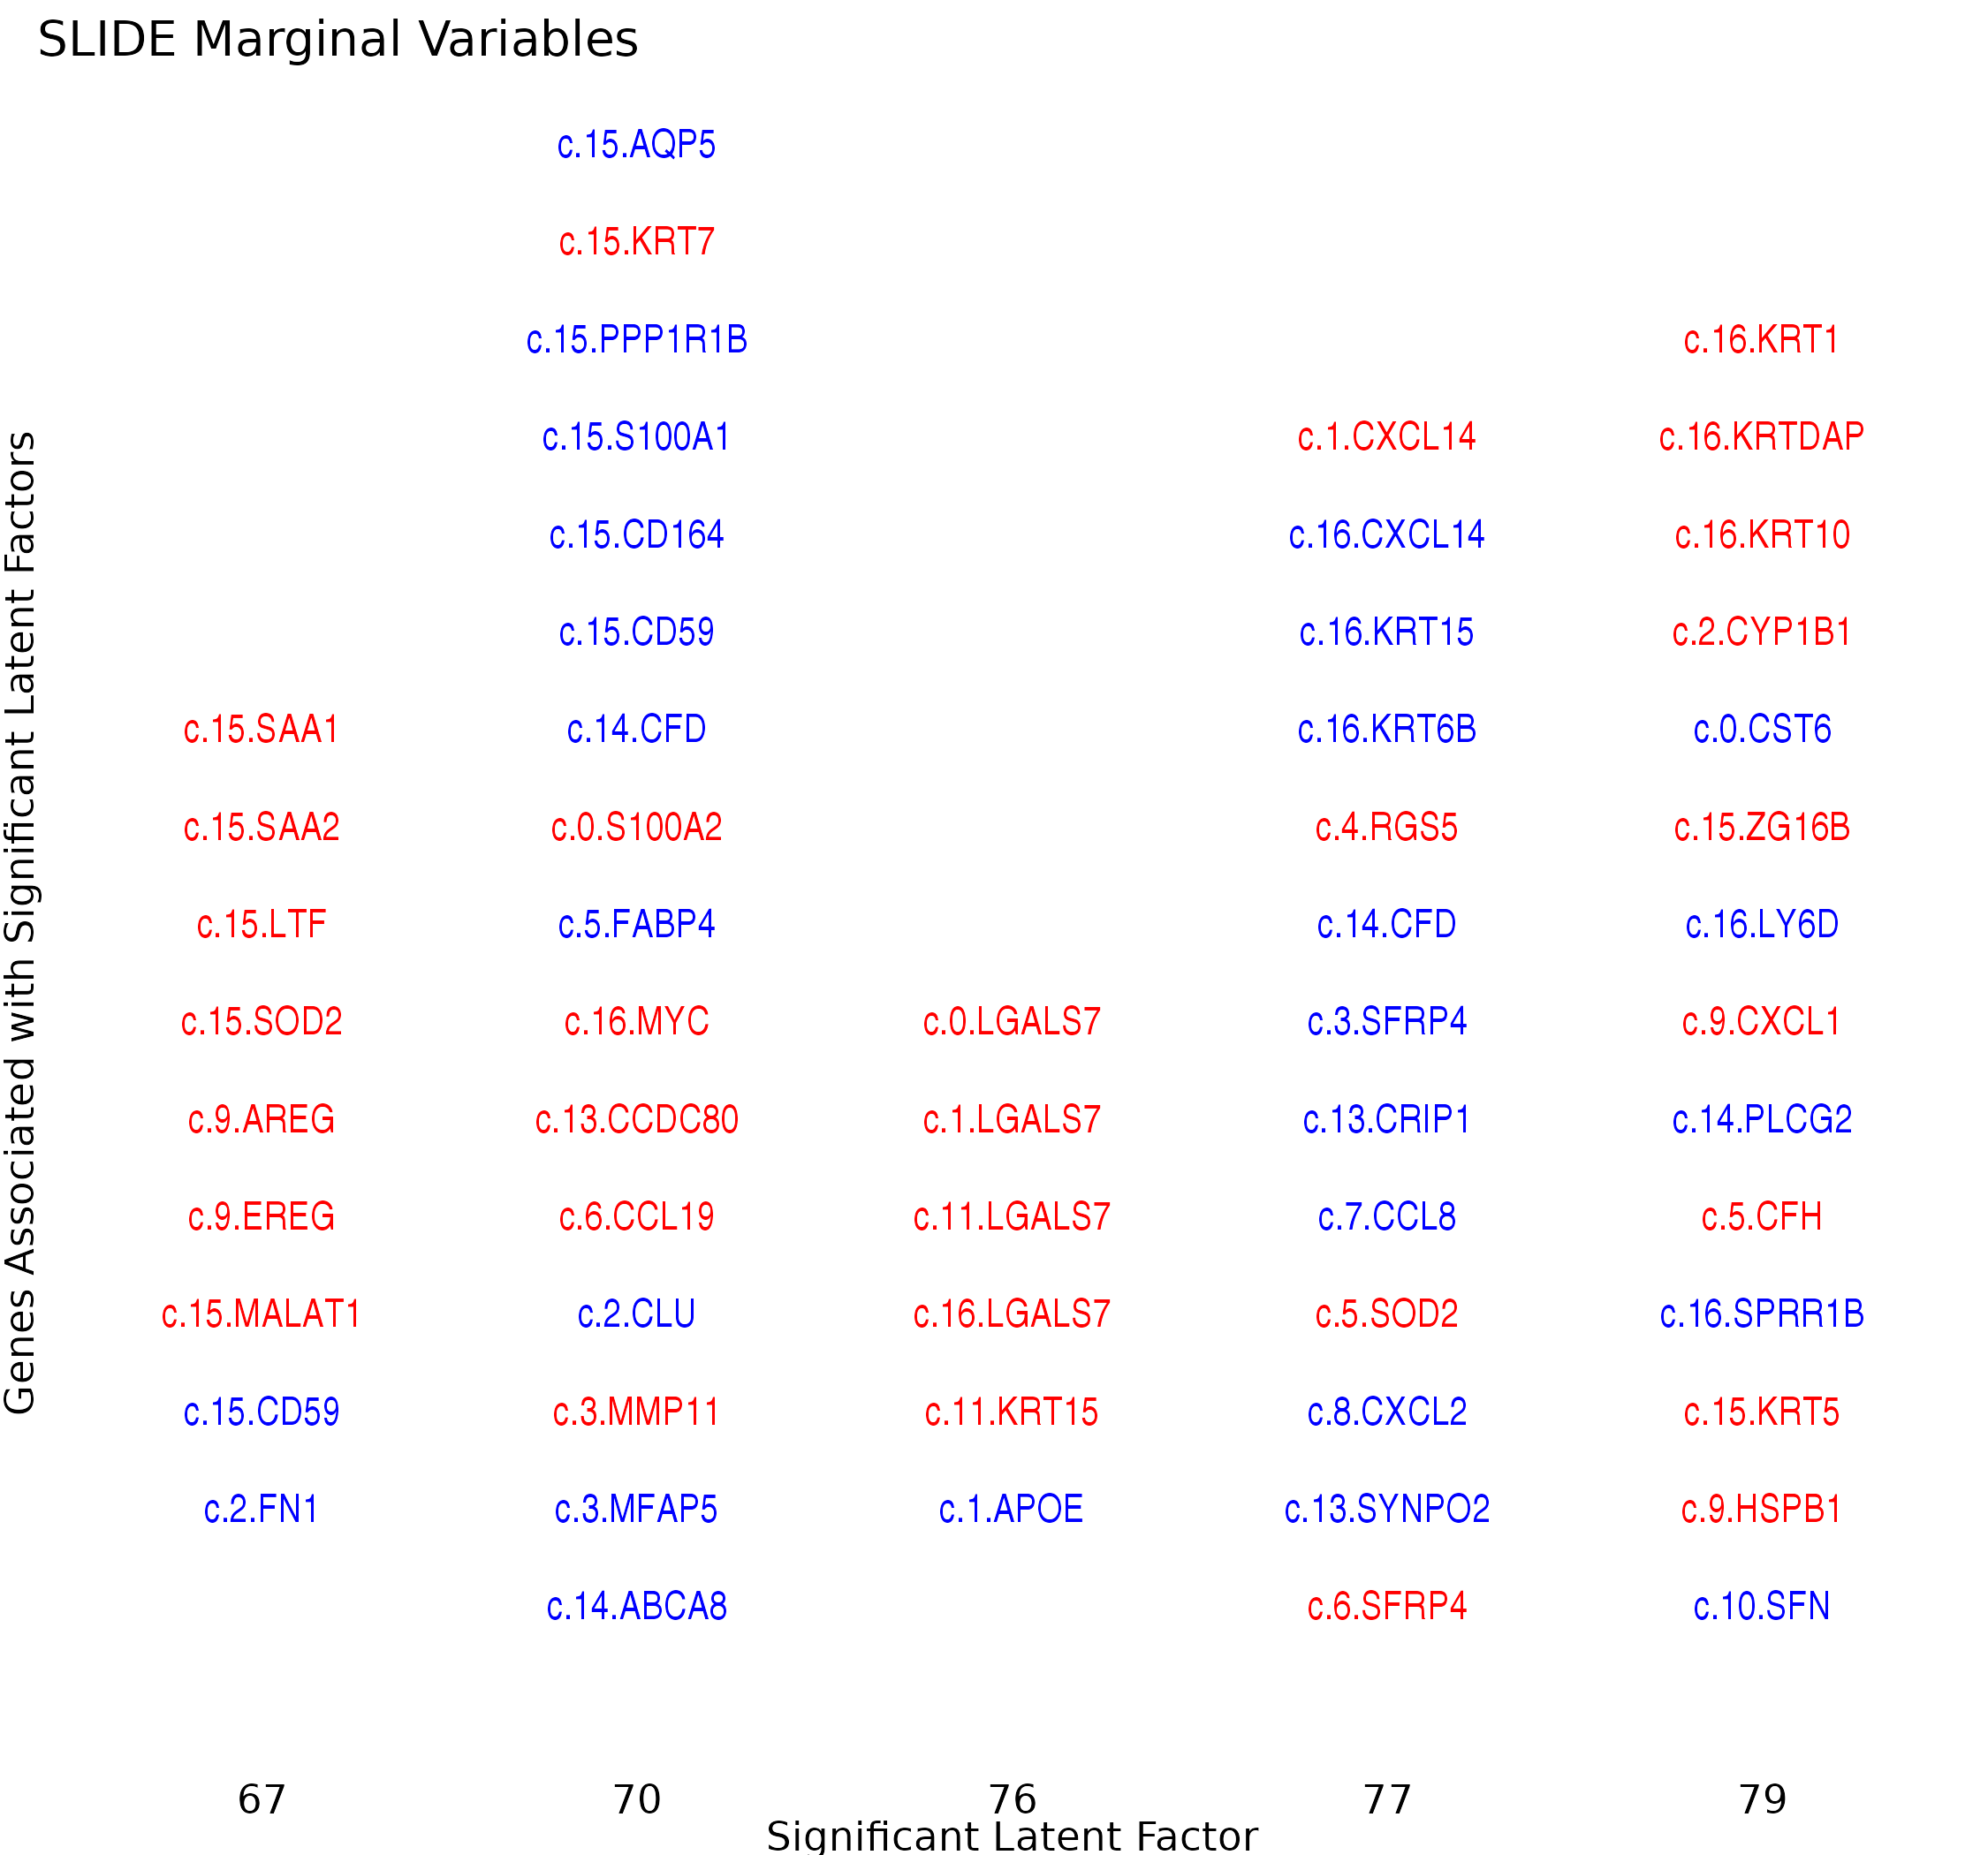 SLIDE Marginal Variables
Genes Associated with Significant Latent Factors
c.15.AQP5
c.15.KRT7
c.15.PPP1R1B c.16.KRT1
c.15.S100A1 c.1.CXCL14 c.16.KRTDAP
c.15.CD164 c.16.CXCL14 c.16.KRT10
c.15.CD59 c.16.KRT15 c.2.CYP1B1
c.15.SAA1 c.14.CFD c.16.KRT6B c.0.CST6
c.15.SAA2 c.0.S100A2 c.4.RGS5 c.15.ZG16B
c.15.LTF c.5.FABP4 c.14.CFD c.16.LY6D
c.15.SOD2 c.16.MYC c.0.LGALS7 c.3.SFRP4 c.9.CXCL1
c.9.AREG c.13.CCDC80 c.1.LGALS7 c.13.CRIP1 c.14.PLCG2
c.9.EREG c.6.CCL19 c.11.LGALS7 c.7.CCL8 c.5.CFH
c.15.MALAT1 c.2.CLU c.16.LGALS7 c.5.SOD2 c.16.SPRR1B
c.15.CD59 c.3.MMP11 c.11.KRT15 c.8.CXCL2 c.15.KRT5
c.2.FN1 c.3.MFAP5 c.1.APOE c.13.SYNPO2 c.9.HSPB1
c.14.ABCA8 c.6.SFRP4 c.10.SFN
67 70 76 77 79
Significant Latent Factor